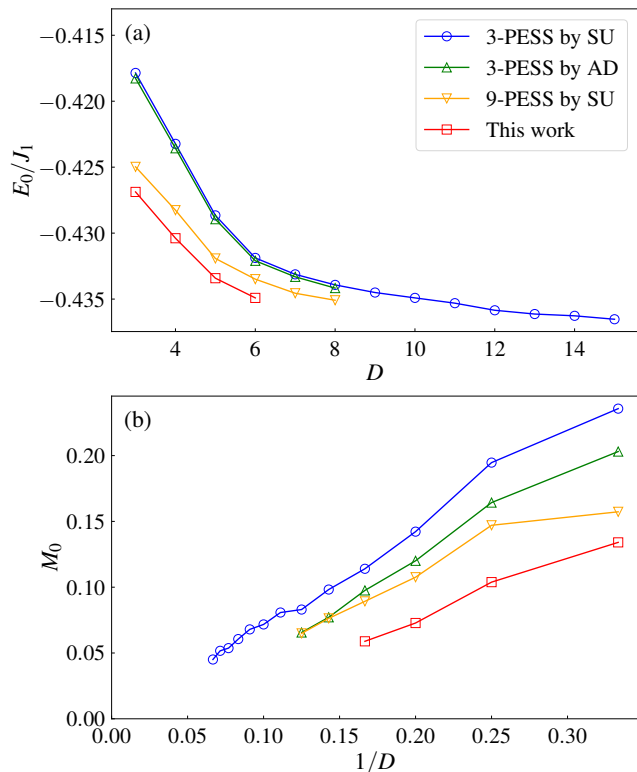 (a)
3-PESS by SU
3-PESS by AD
9-PESS by SU
This work
−0.415
−0.420
−0.425
−0.430
−0.435
E₀/J₁
4 6 8 10 12 14
D
(b)
0.20
0.15
0.10
0.05
0.00
M₀
0.00 0.05 0.10 0.15 0.20 0.25 0.30
1/D